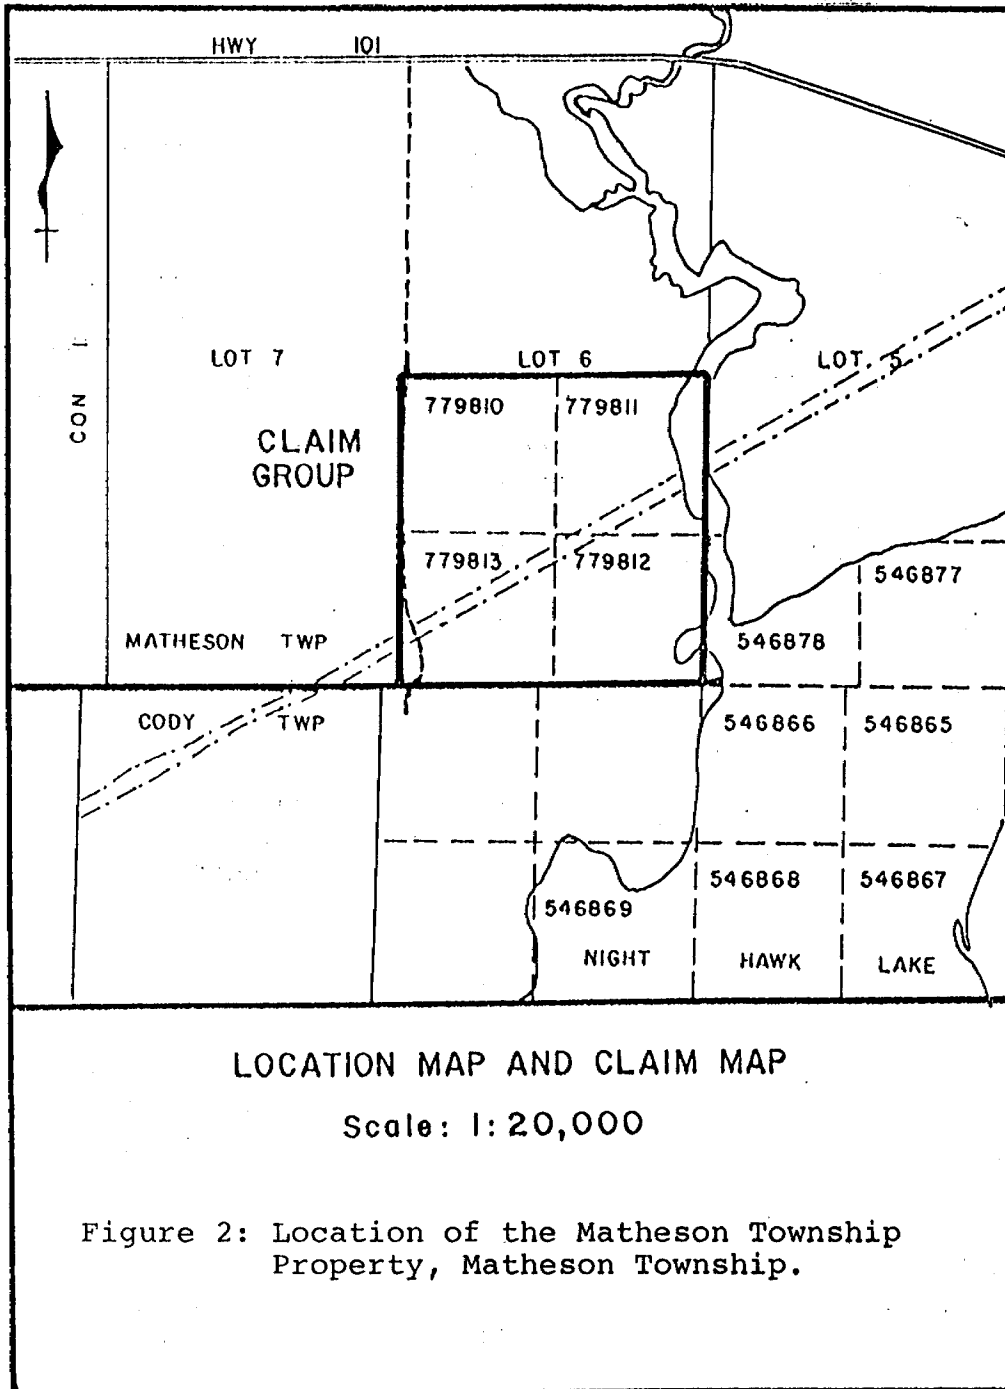 HWY 101
CON 1
LOT 7
LOT 6
LOT 5
779810
779811
CLAIM
GROUP
779813
779812
546877
MATHESON TWP
546878
CODY TWP
546866
546865
546868
546867
546869
NIGHT HAWK LAKE
LOCATION MAP AND CLAIM MAP
Scale: 1:20,000
Figure 2: Location of the Matheson Township
Property, Matheson Township.